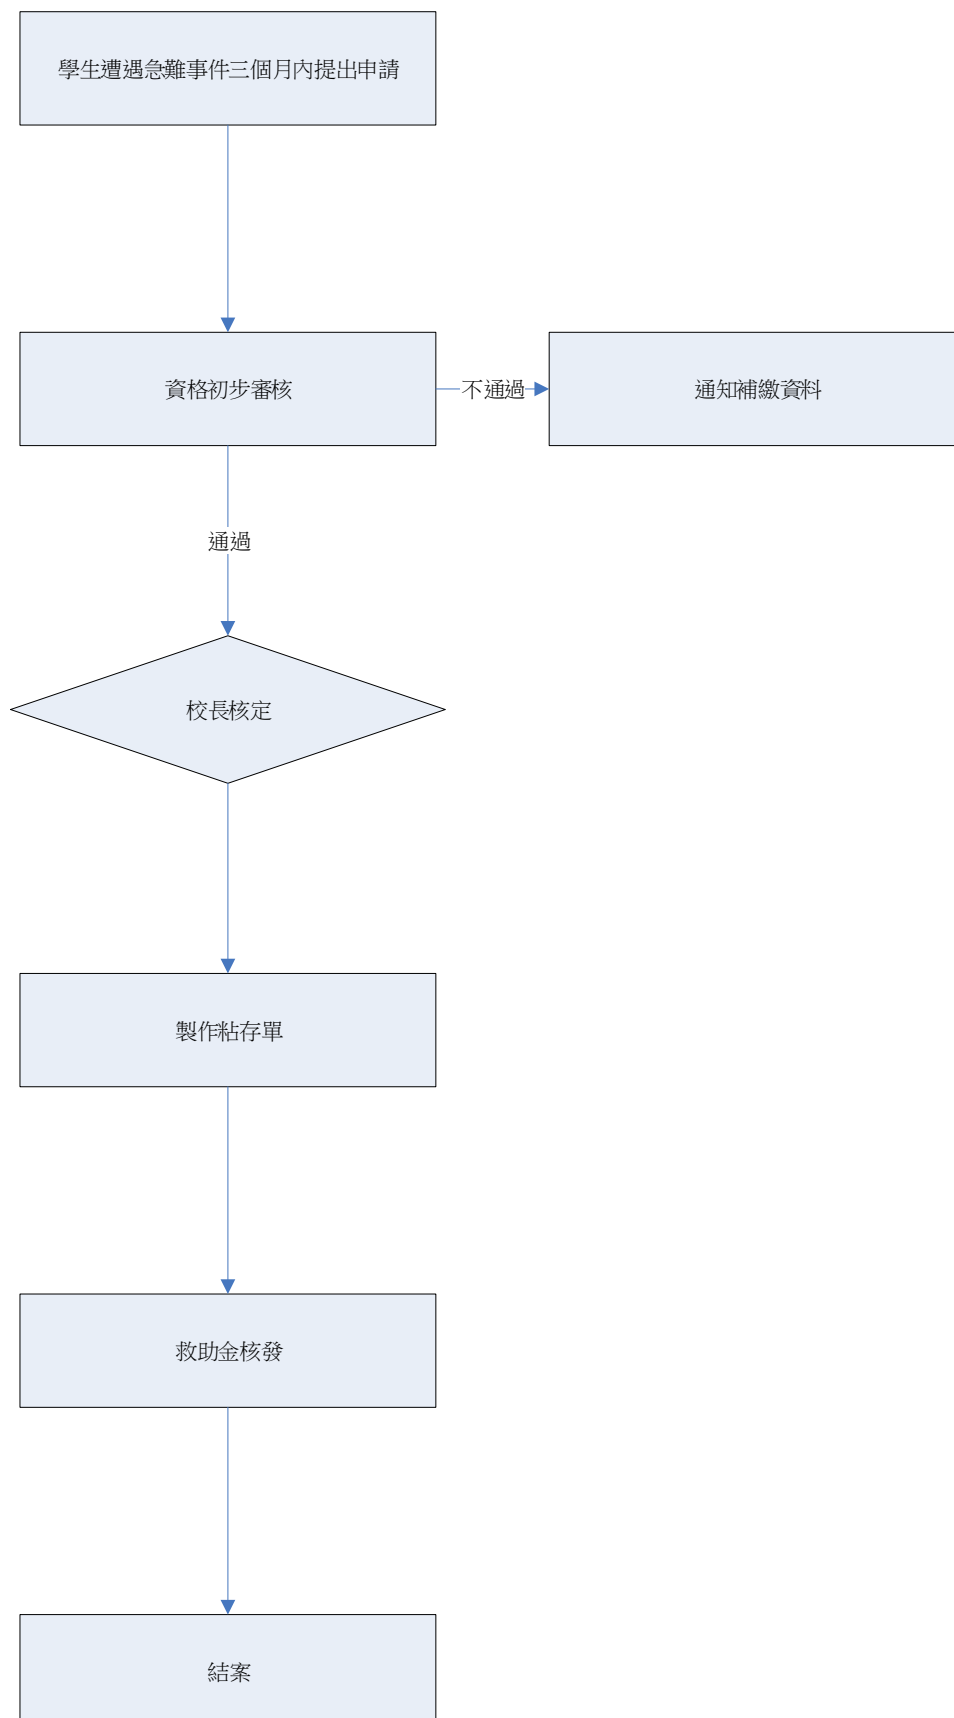 學生遭遇急難事件三個月內提出申請
資格初步審核
不通過
通知補繳資料
通過
校長核定
製作粘存單
救助金核發
結案